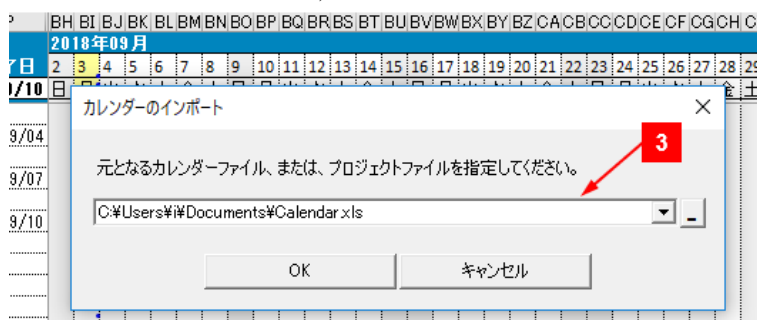 BH BI BJ BK BL BM BN BO BP BQ BR BS BT BU BV BW BX BY BZ CA CB CC CD CE CF CG CH
2018年09月
日 2 3 4 5 6 7 8 9 10 11 12 13 14 15 16 17 18 19 20 21 22 23 24 25 26 27 28 29
/10 日 金 土
カレンダーのインポート
9/04
3
元となるカレンダーファイル、または、プロジェクトファイルを指定してください。
9/07
C:¥Users¥i¥Documents¥Calendar.xls
9/10
OK キャンセル